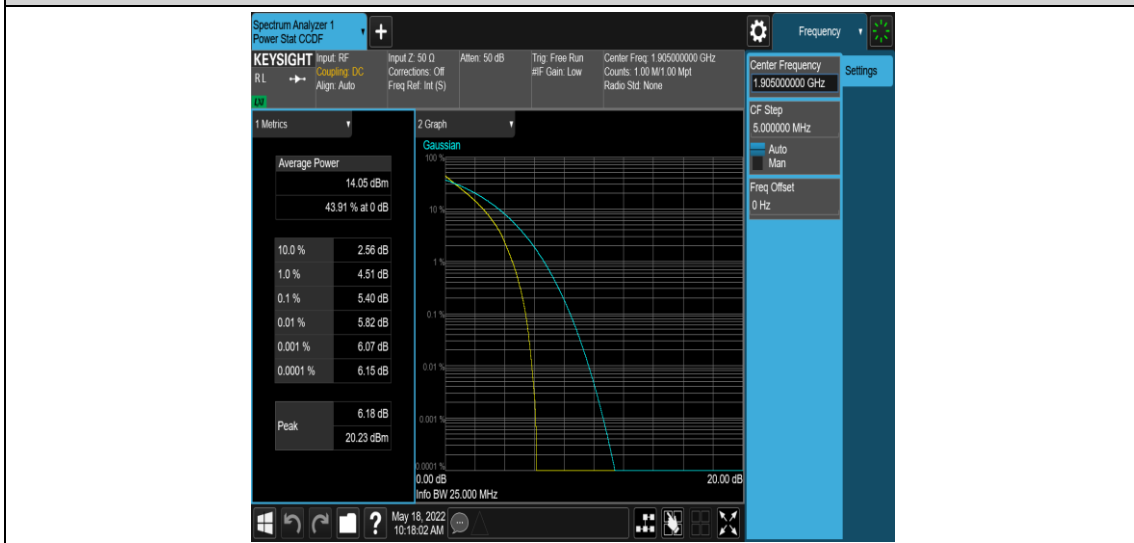 Spectrum Analyzer 1
Power Stat CCDF
Frequency
KEYSIGHT
RL
LXI
Input: RF
Coupling: DC
Align: Auto
Input Z: 50 Ω
Corrections: Off
Freq Ref: Int (S)
Atten: 50 dB
Trig: Free Run
#IF Gain: Low
Center Freq: 1.905000000 GHz
Counts: 1.00 M/1.00 Mpt
Radio Std: None
Center Frequency
1.905000000 GHz
Settings
CF Step
5.000000 MHz
Auto
Man
Freq Offset
0 Hz
1 Metrics
Average Power
14.05 dBm
43.91 % at 0 dB
10.0 % 2.56 dB
1.0 % 4.51 dB
0.1 % 5.40 dB
0.01 % 5.82 dB
0.001 % 6.07 dB
0.0001 % 6.15 dB
Peak 6.18 dB
20.23 dBm
2 Graph
Gaussian
100 %
10 %
1 %
0.1 %
0.01 %
0.001 %
0.0001 %
0.00 dB 20.00 dB
Info BW 25.000 MHz
?
May 18, 2022
10:18:02 AM